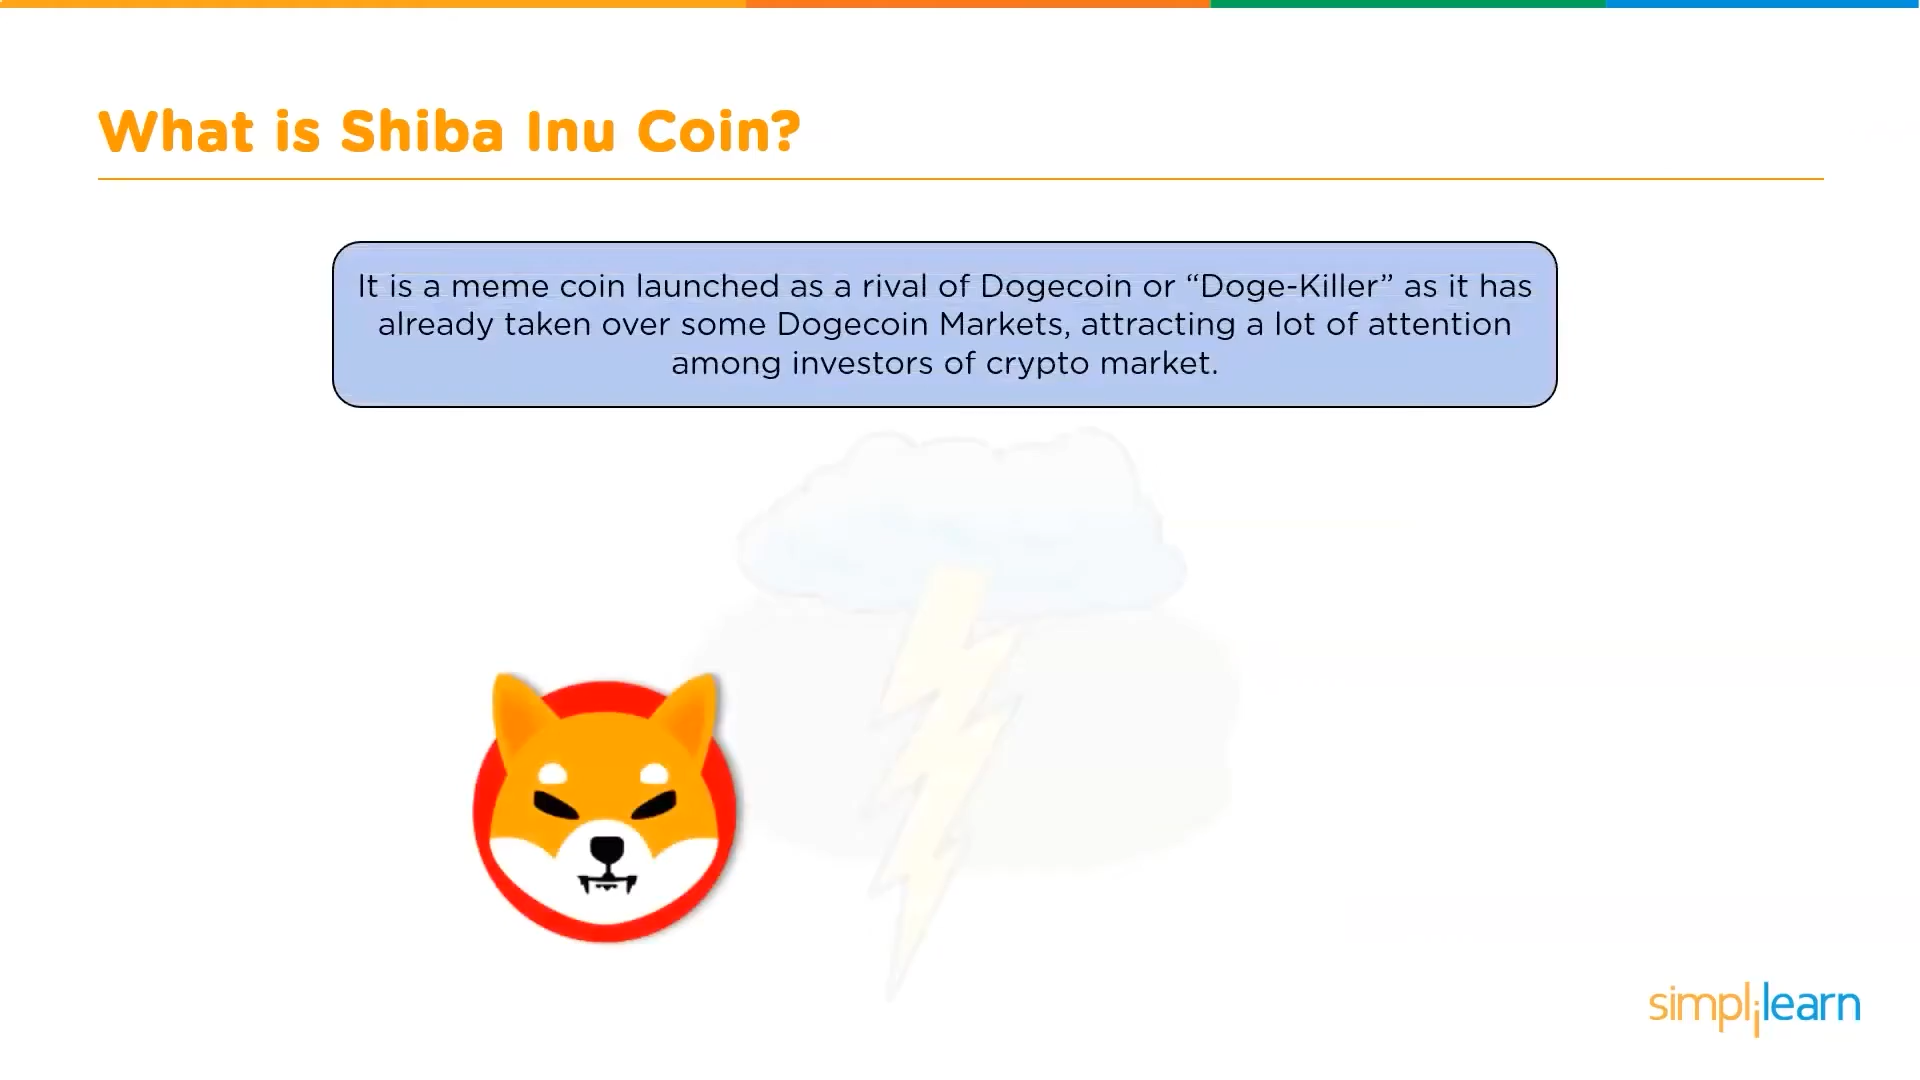 What is Shiba Inu Coin?
It is a meme coin launched as a rival of Dogecoin or “Doge-Killer” as it has
already taken over some Dogecoin Markets, attracting a lot of attention
among investors of crypto market.
simplilearn